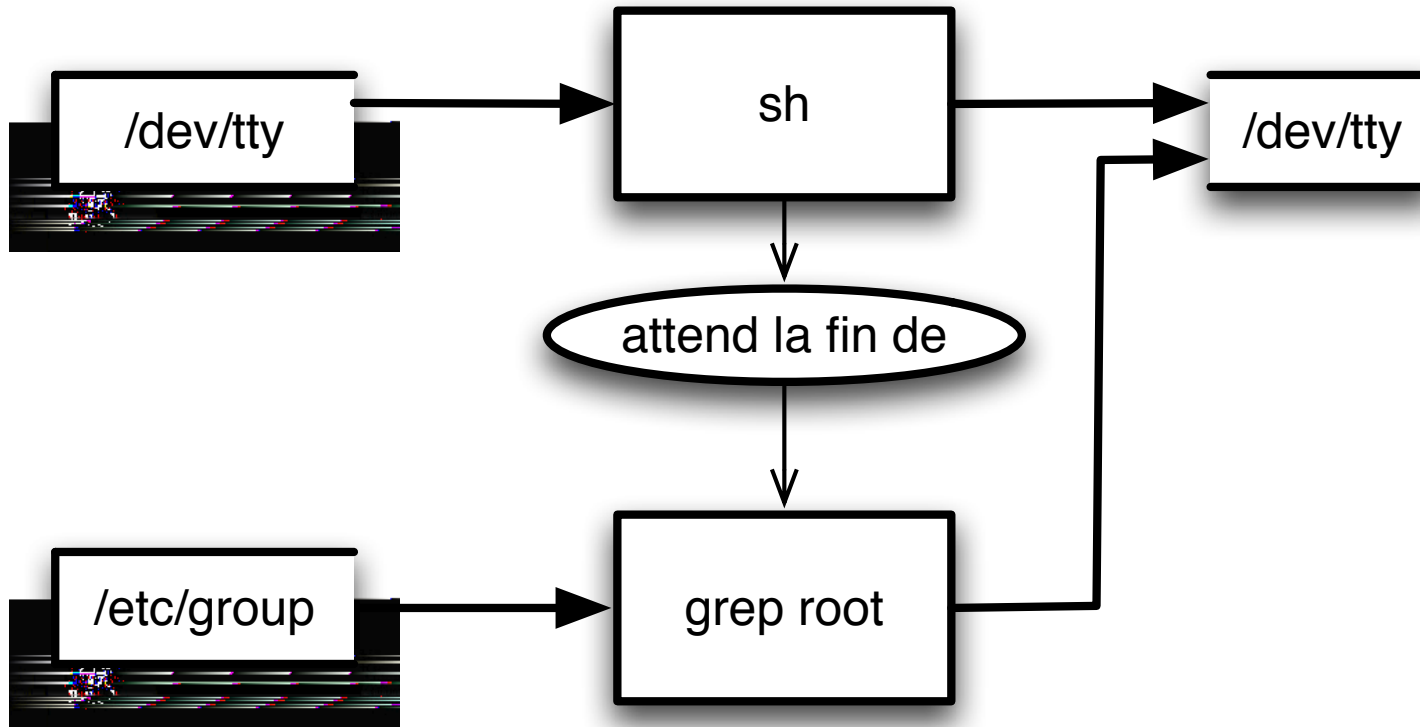 /dev/tty
sh
/dev/tty
attend la fin de
/etc/group
grep root